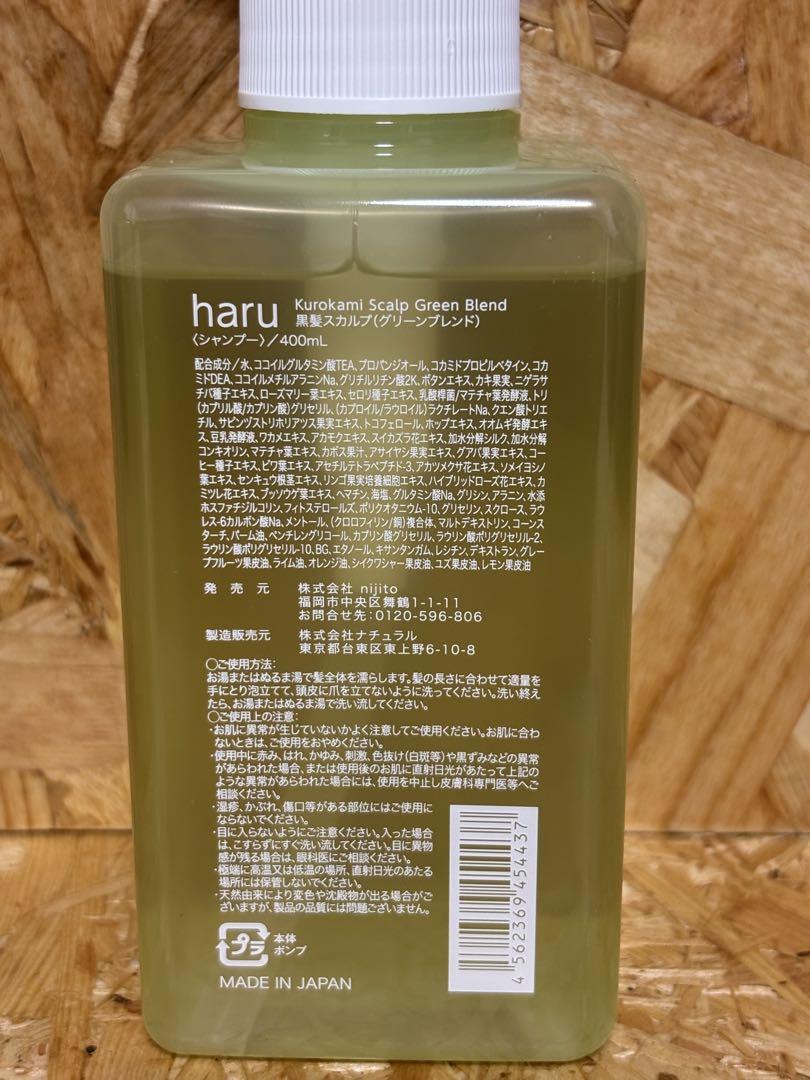 haru Kurokami Scalp Green Blend
黒髪スカルプ(グリーンブレンド)
〈シャンプー〉／400mL
配合成分／水、ココイルグルタミン酸TEA、プロパンジオール、コカミドプロピルベタイン、コカ
ミドDEA、ココイルメチルアラニンNa、グリチルリチン酸2K、ボタンエキス、カキ果実、ニゲラサ
チバ種子エキス、ローズマリー葉エキス、セロリ種子エキス、乳酸桿菌/マテチャ葉発酵液、トリ
(カプリル酸/カプリン酸)グリセリル、(カプロイル/ラウロイル)ラクチレートNa、クエン酸トリエ
チル、サピンヅストリホリアツス果実エキス、トコフェロール、ホップエキス、オオムギ発酵エキ
ス、豆乳発酵液、ワカメエキス、アカモクエキス、スイカズラ花エキス、加水分解シルク、加水分解
コンキオリン、マテチャ葉エキス、カボス果汁、アサイヤシ果実エキス、グアバ果実エキス、コー
ヒー種子エキス、ビワ葉エキス、アセチルテトラペプチド-3、アカツメクサ花エキス、ソメイヨシノ
葉エキス、センキュウ根茎エキス、リンゴ果実培養細胞エキス、ハイブリッドローズ花エキス、カ
ミツレ花エキス、ブッソウゲ葉エキス、ヘマチン、海塩、グルタミン酸Na、グリシン、アラニン、水添
ホスファチジルコリン、フィトステロールズ、ポリクオタニウム-10、グリセリン、スクロース、ラウ
レス-6カルボン酸Na、メントール、(クロロフィリン/銅)複合体、マルトデキストリン、コーンス
ターチ、パーム油、ペンチレングリコール、カプリン酸グリセリル、ラウリン酸ポリグリセリル-2、
ラウリン酸ポリグリセリル-10、BG、エタノール、キサンタンガム、レシチン、デキストラン、グレー
プフルーツ果皮油、ライム油、オレンジ油、シイクワシャー果皮油、ユズ果皮油、レモン果皮油
発売元 株式会社 nijito
福岡市中央区舞鶴1-1-11
お問合せ先:0120-596-806
製造販売元 株式会社ナチュラル
東京都台東区東上野6-10-8
〇ご使用方法:
お湯またはぬるま湯で髪全体を濡らします。髪の長さに合わせて適量を
手にとり泡立てて、頭皮に爪を立てないように洗ってください。洗い終え
たら、お湯またはぬるま湯で洗い流してください。
〇ご使用上の注意:
・お肌に異常が生じていないかよく注意してご使用ください。お肌に合わ
ないときは、ご使用をおやめください。
・使用中に赤み、はれ、かゆみ、刺激、色抜け(白斑等)や黒ずみなどの異常
があらわれた場合、または使用後のお肌に直射日光があたって上記の
ような異常があらわれた場合には、使用を中止し皮膚科専門医等へご
相談ください。
・湿疹、かぶれ、傷口等がある部位にはご使用に
ならないでください。
・目に入らないようにご注意ください。入った場合
は、こすらずにすぐ洗い流してください。目に異物
感が残る場合は、眼科医にご相談ください。
・極端に高温又は低温の場所、直射日光のあたる
場所には保管しないでください。
・天然由来により変色や沈殿物が出る場合がご
ざいますが、製品の品質には問題ございません。
プラ 本体
ポンプ
MADE IN JAPAN
4 562369 454437